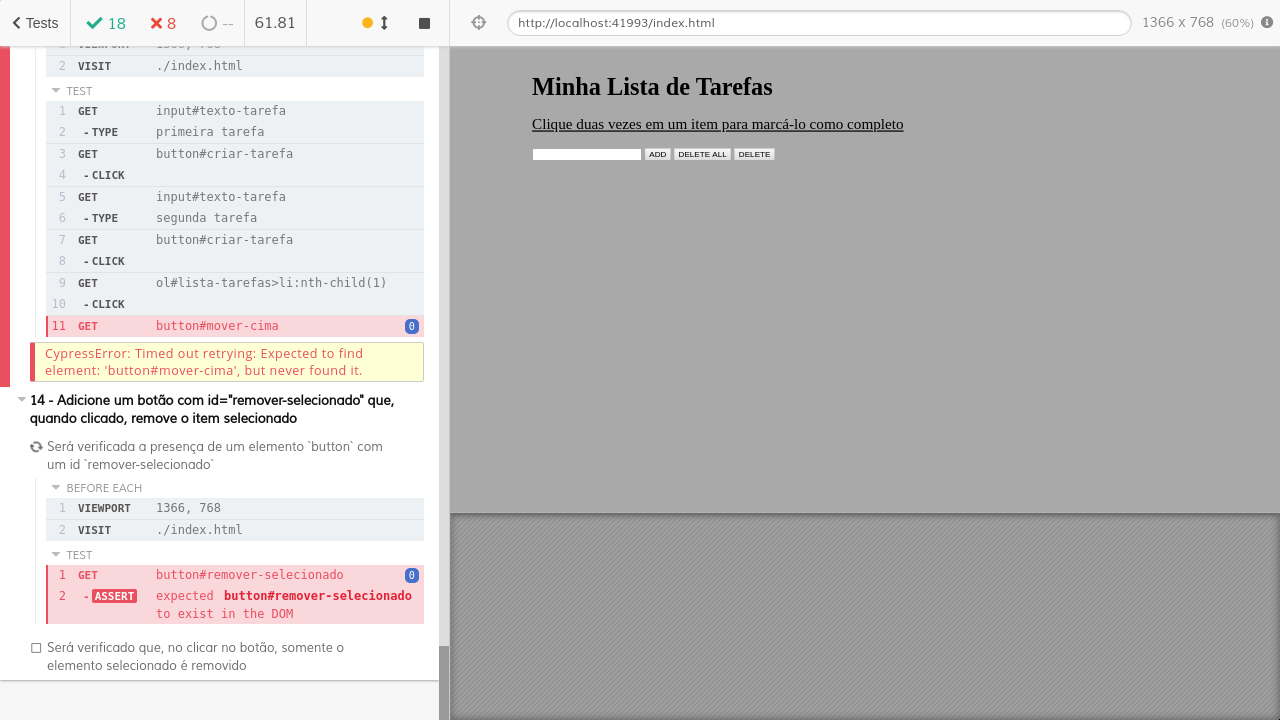 Tests 18 8 -- 61.81
http://localhost:41993/index.html 1366 x 768 (60%)
1 VIEWPORT 1366, 768
2 VISIT ./index.html
TEST
1 GET input#texto-tarefa
2 -TYPE primeira tarefa
3 GET button#criar-tarefa
4 -CLICK
5 GET input#texto-tarefa
6 -TYPE segunda tarefa
7 GET button#criar-tarefa
8 -CLICK
9 GET ol#lista-tarefas>li:nth-child(1)
10 -CLICK
11 GET button#mover-cima 0
CypressError: Timed out retrying: Expected to find
element: 'button#mover-cima', but never found it.
14 - Adicione um botão com id="remover-selecionado" que,
quando clicado, remove o item selecionado
Será verificada a presença de um elemento `button` com
um id `remover-selecionado`
BEFORE EACH
1 VIEWPORT 1366, 768
2 VISIT ./index.html
TEST
1 GET button#remover-selecionado 0
2 -ASSERT expected button#remover-selecionado
to exist in the DOM
Será verificado que, no clicar no botão, somente o
elemento selecionado é removido
Minha Lista de Tarefas
Clique duas vezes em um item para marcá-lo como completo
ADD DELETE ALL DELETE